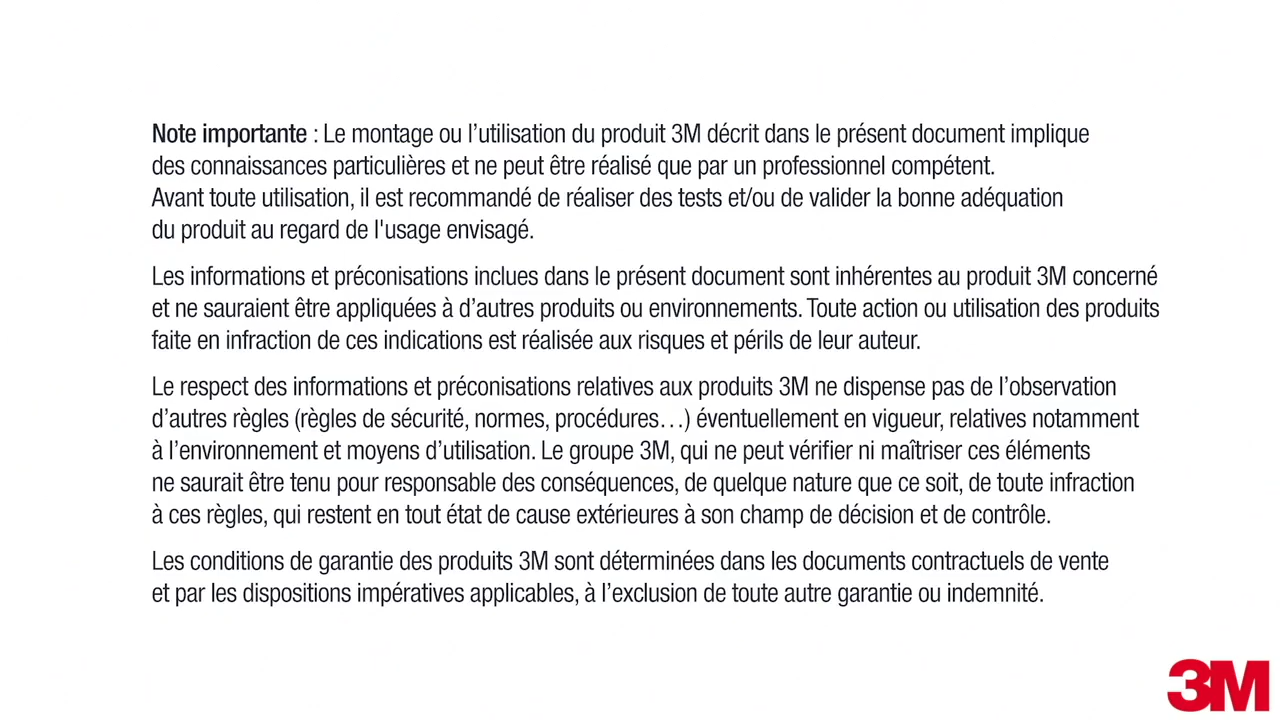 Note importante : Le montage ou l’utilisation du produit 3M décrit dans le présent document implique
des connaissances particulières et ne peut être réalisé que par un professionnel compétent.
Avant toute utilisation, il est recommandé de réaliser des tests et/ou de valider la bonne adéquation
du produit au regard de l'usage envisagé.
Les informations et préconisations inclues dans le présent document sont inhérentes au produit 3M concerné
et ne sauraient être appliquées à d’autres produits ou environnements. Toute action ou utilisation des produits
faite en infraction de ces indications est réalisée aux risques et périls de leur auteur.
Le respect des informations et préconisations relatives aux produits 3M ne dispense pas de l’observation
d’autres règles (règles de sécurité, normes, procédures…) éventuellement en vigueur, relatives notamment
à l’environnement et moyens d’utilisation. Le groupe 3M, qui ne peut vérifier ni maîtriser ces éléments
ne saurait être tenu pour responsable des conséquences, de quelque nature que ce soit, de toute infraction
à ces règles, qui restent en tout état de cause extérieures à son champ de décision et de contrôle.
Les conditions de garantie des produits 3M sont déterminées dans les documents contractuels de vente
et par les dispositions impératives applicables, à l’exclusion de toute autre garantie ou indemnité.
3M